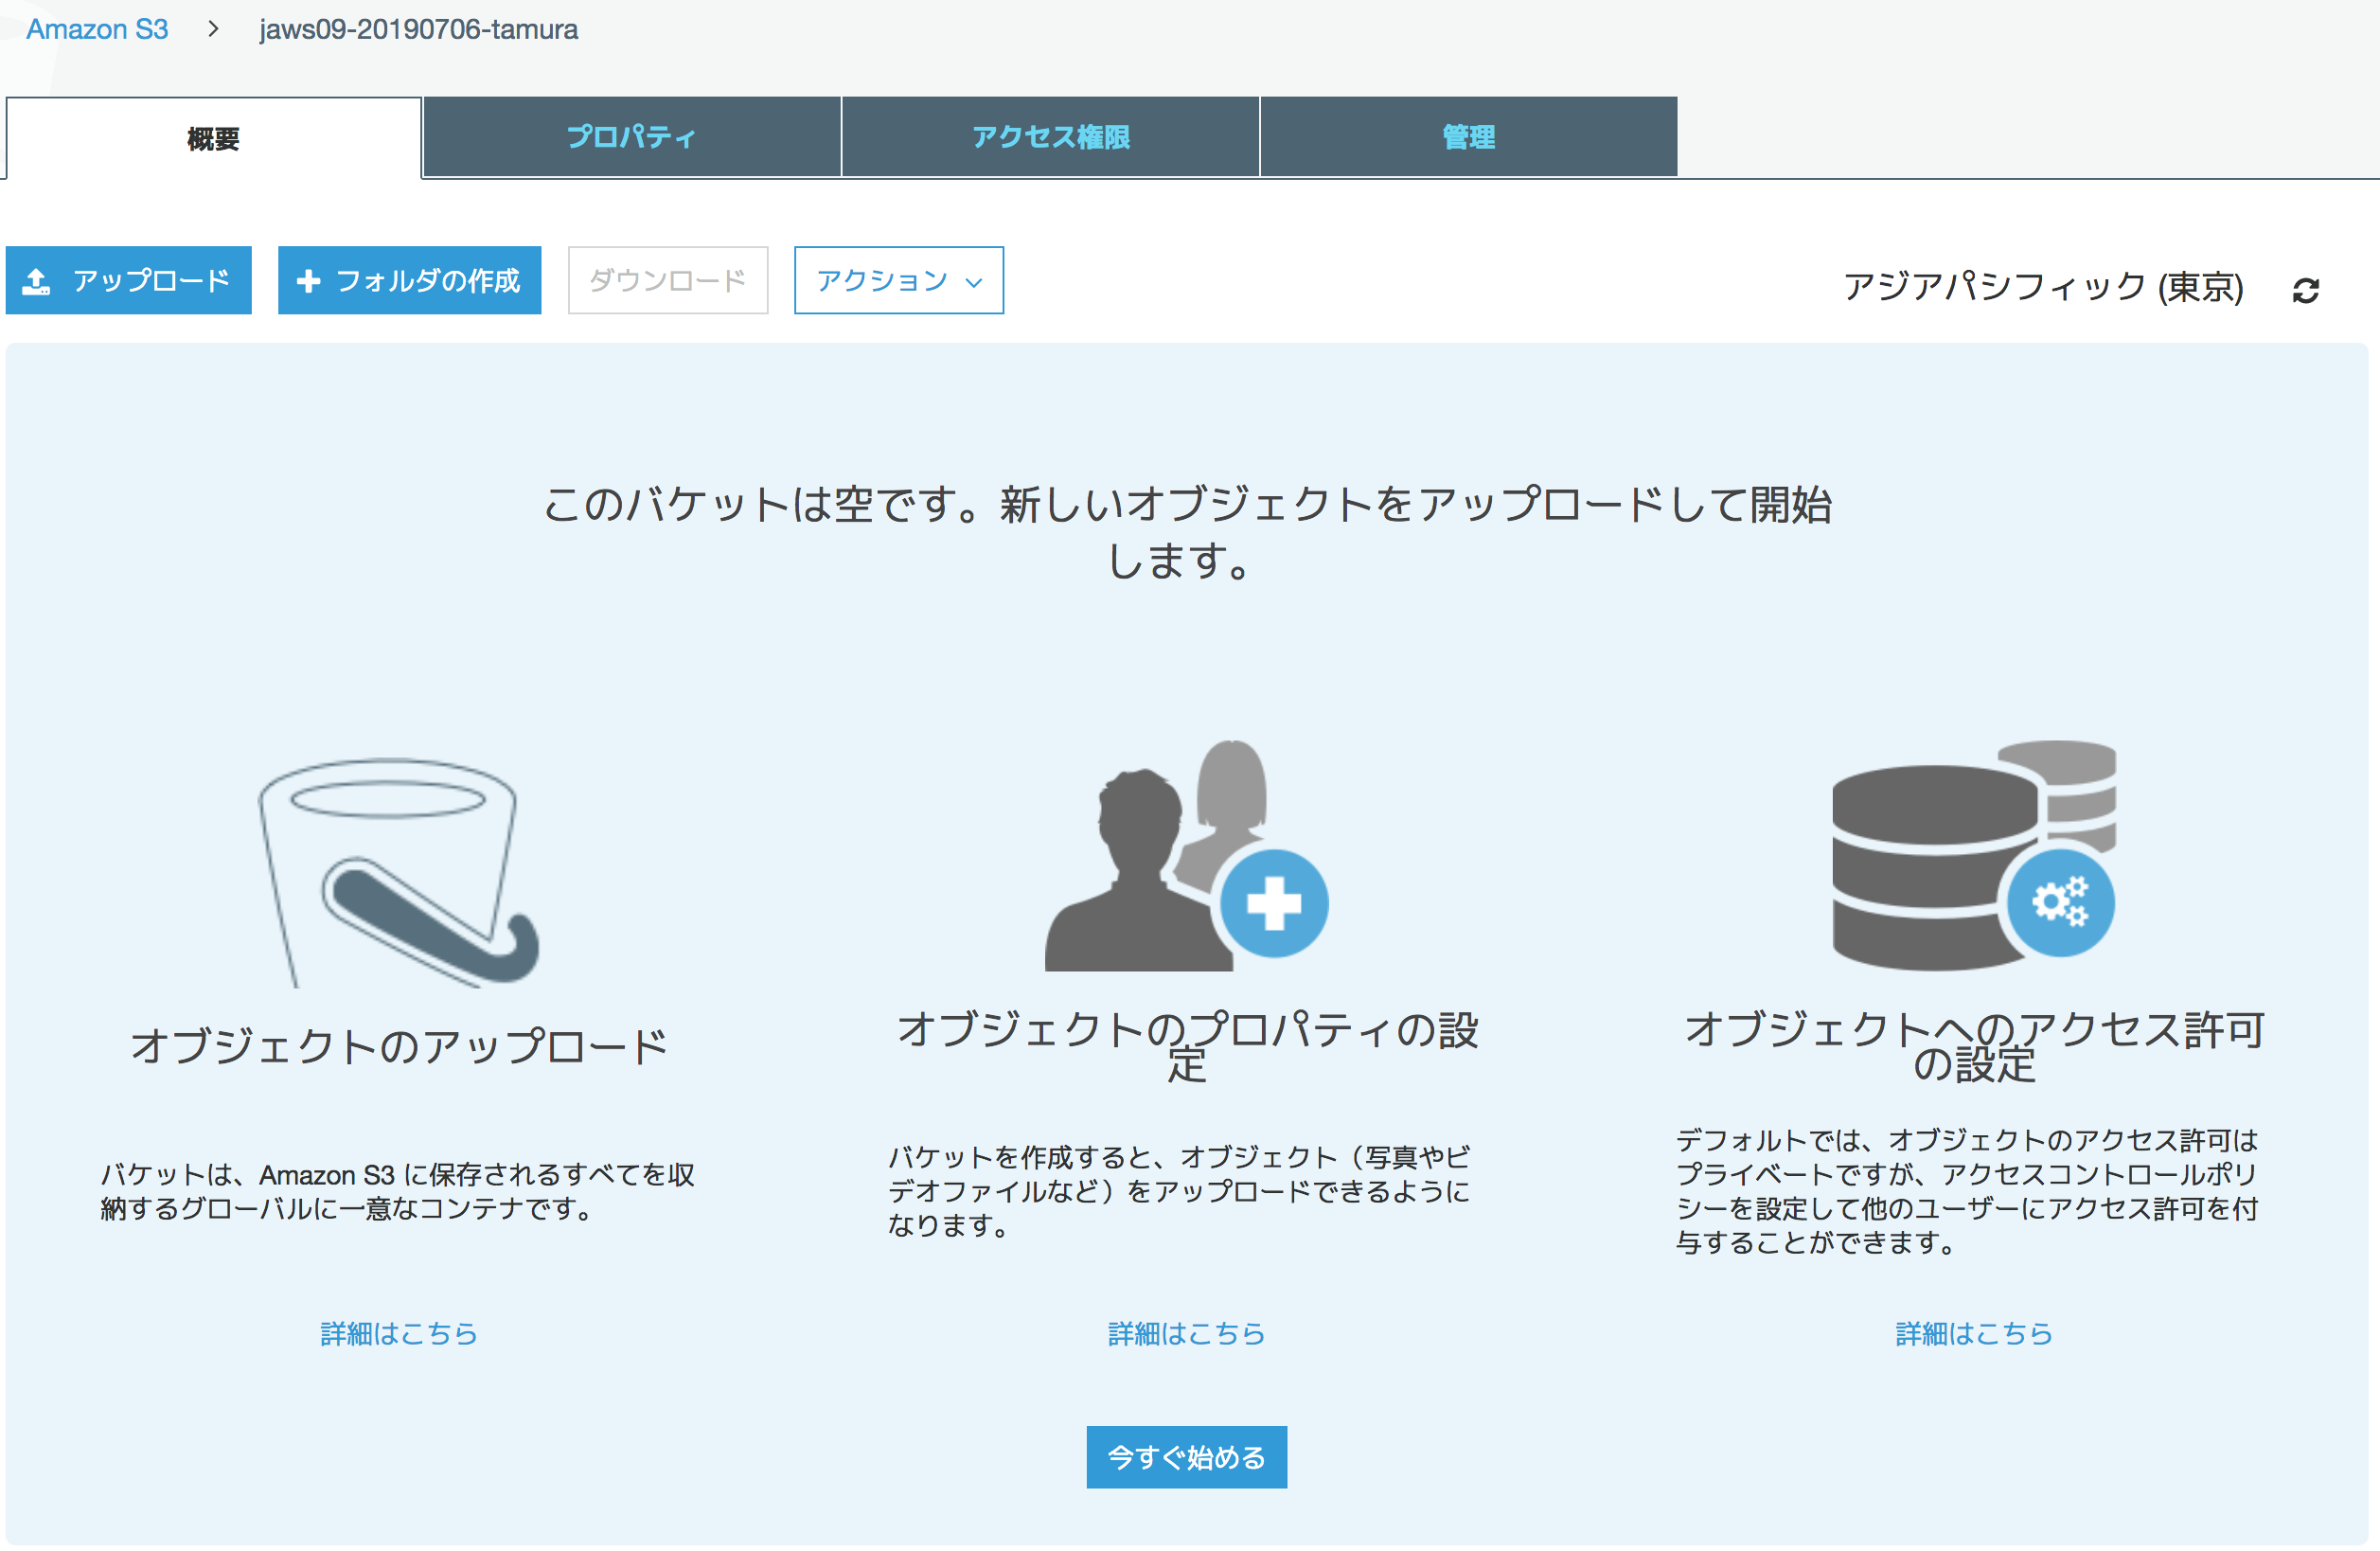 Amazon S3 > jaws09-20190706-tamura
概要 プロパティ アクセス権限 管理
アップロード フォルダの作成 ダウンロード アクション アジアパシフィック (東京)
このバケットは空です。新しいオブジェクトをアップロードして開始
します。
オブジェクトのアップロード
バケットは、Amazon S3 に保存されるすべてを収
納するグローバルに一意なコンテナです。
詳細はこちら
オブジェクトのプロパティの設
定
バケットを作成すると、オブジェクト（写真やビ
デオファイルなど）をアップロードできるように
なります。
詳細はこちら
オブジェクトへのアクセス許可
の設定
デフォルトでは、オブジェクトのアクセス許可は
プライベートですが、アクセスコントロールポリ
シーを設定して他のユーザーにアクセス許可を付
与することができます。
詳細はこちら
今すぐ始める